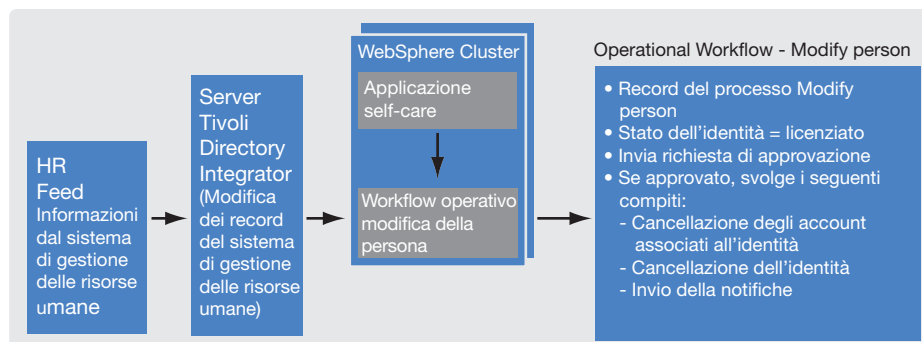 HR
Feed
Informazioni
dal sistema
di gestione
delle risorse
umane
Server
Tivoli
Directory
Integrator
(Modifica
dei record
del sistema
di gestione
delle risorse
umane)
WebSphere Cluster
Applicazione
self-care
Workflow operativo
modifica della
persona
Operational Workflow - Modify person
• Record del processo Modify
person
• Stato dell'identità = licenziato
• Invia richiesta di approvazione
• Se approvato, svolge i seguenti
compiti:
- Cancellazione degli account
associati all'identità
- Cancellazione dell'identità
- Invio della notifiche